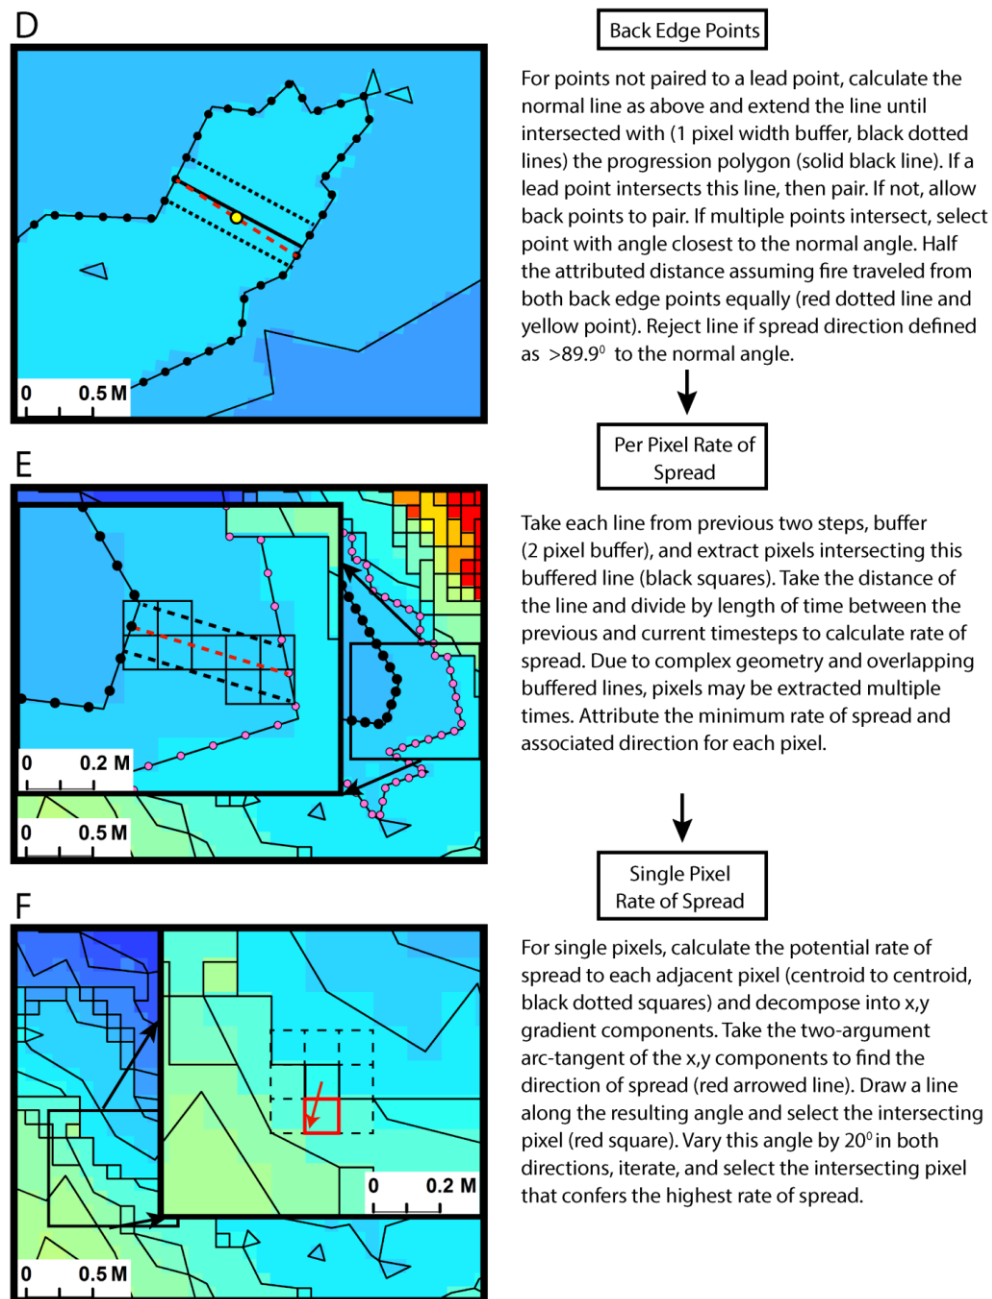 D
Back Edge Points
For points not paired to a lead point, calculate the
normal line as above and extend the line until
intersected with (1 pixel width buffer, black dotted
lines) the progression polygon (solid black line). If a
lead point intersects this line, then pair. If not, allow
back points to pair. If multiple points intersect, select
point with angle closest to the normal angle. Half
the attributed distance assuming fire traveled from
both back edge points equally (red dotted line and
yellow point). Reject line if spread direction defined
as >89.9⁰ to the normal angle.
0 0.5 M
E
Per Pixel Rate of
Spread
Take each line from previous two steps, buffer
(2 pixel buffer), and extract pixels intersecting this
buffered line (black squares). Take the distance of
the line and divide by length of time between the
previous and current timesteps to calculate rate of
spread. Due to complex geometry and overlapping
buffered lines, pixels may be extracted multiple
times. Attribute the minimum rate of spread and
associated direction for each pixel.
0 0.2 M
0 0.5 M
F
Single Pixel
Rate of Spread
For single pixels, calculate the potential rate of
spread to each adjacent pixel (centroid to centroid,
black dotted squares) and decompose into x,y
gradient components. Take the two-argument
arc-tangent of the x,y components to find the
direction of spread (red arrowed line). Draw a line
along the resulting angle and select the intersecting
pixel (red square). Vary this angle by 20⁰ in both
directions, iterate, and select the intersecting pixel
that confers the highest rate of spread.
0 0.2 M
0 0.5 M